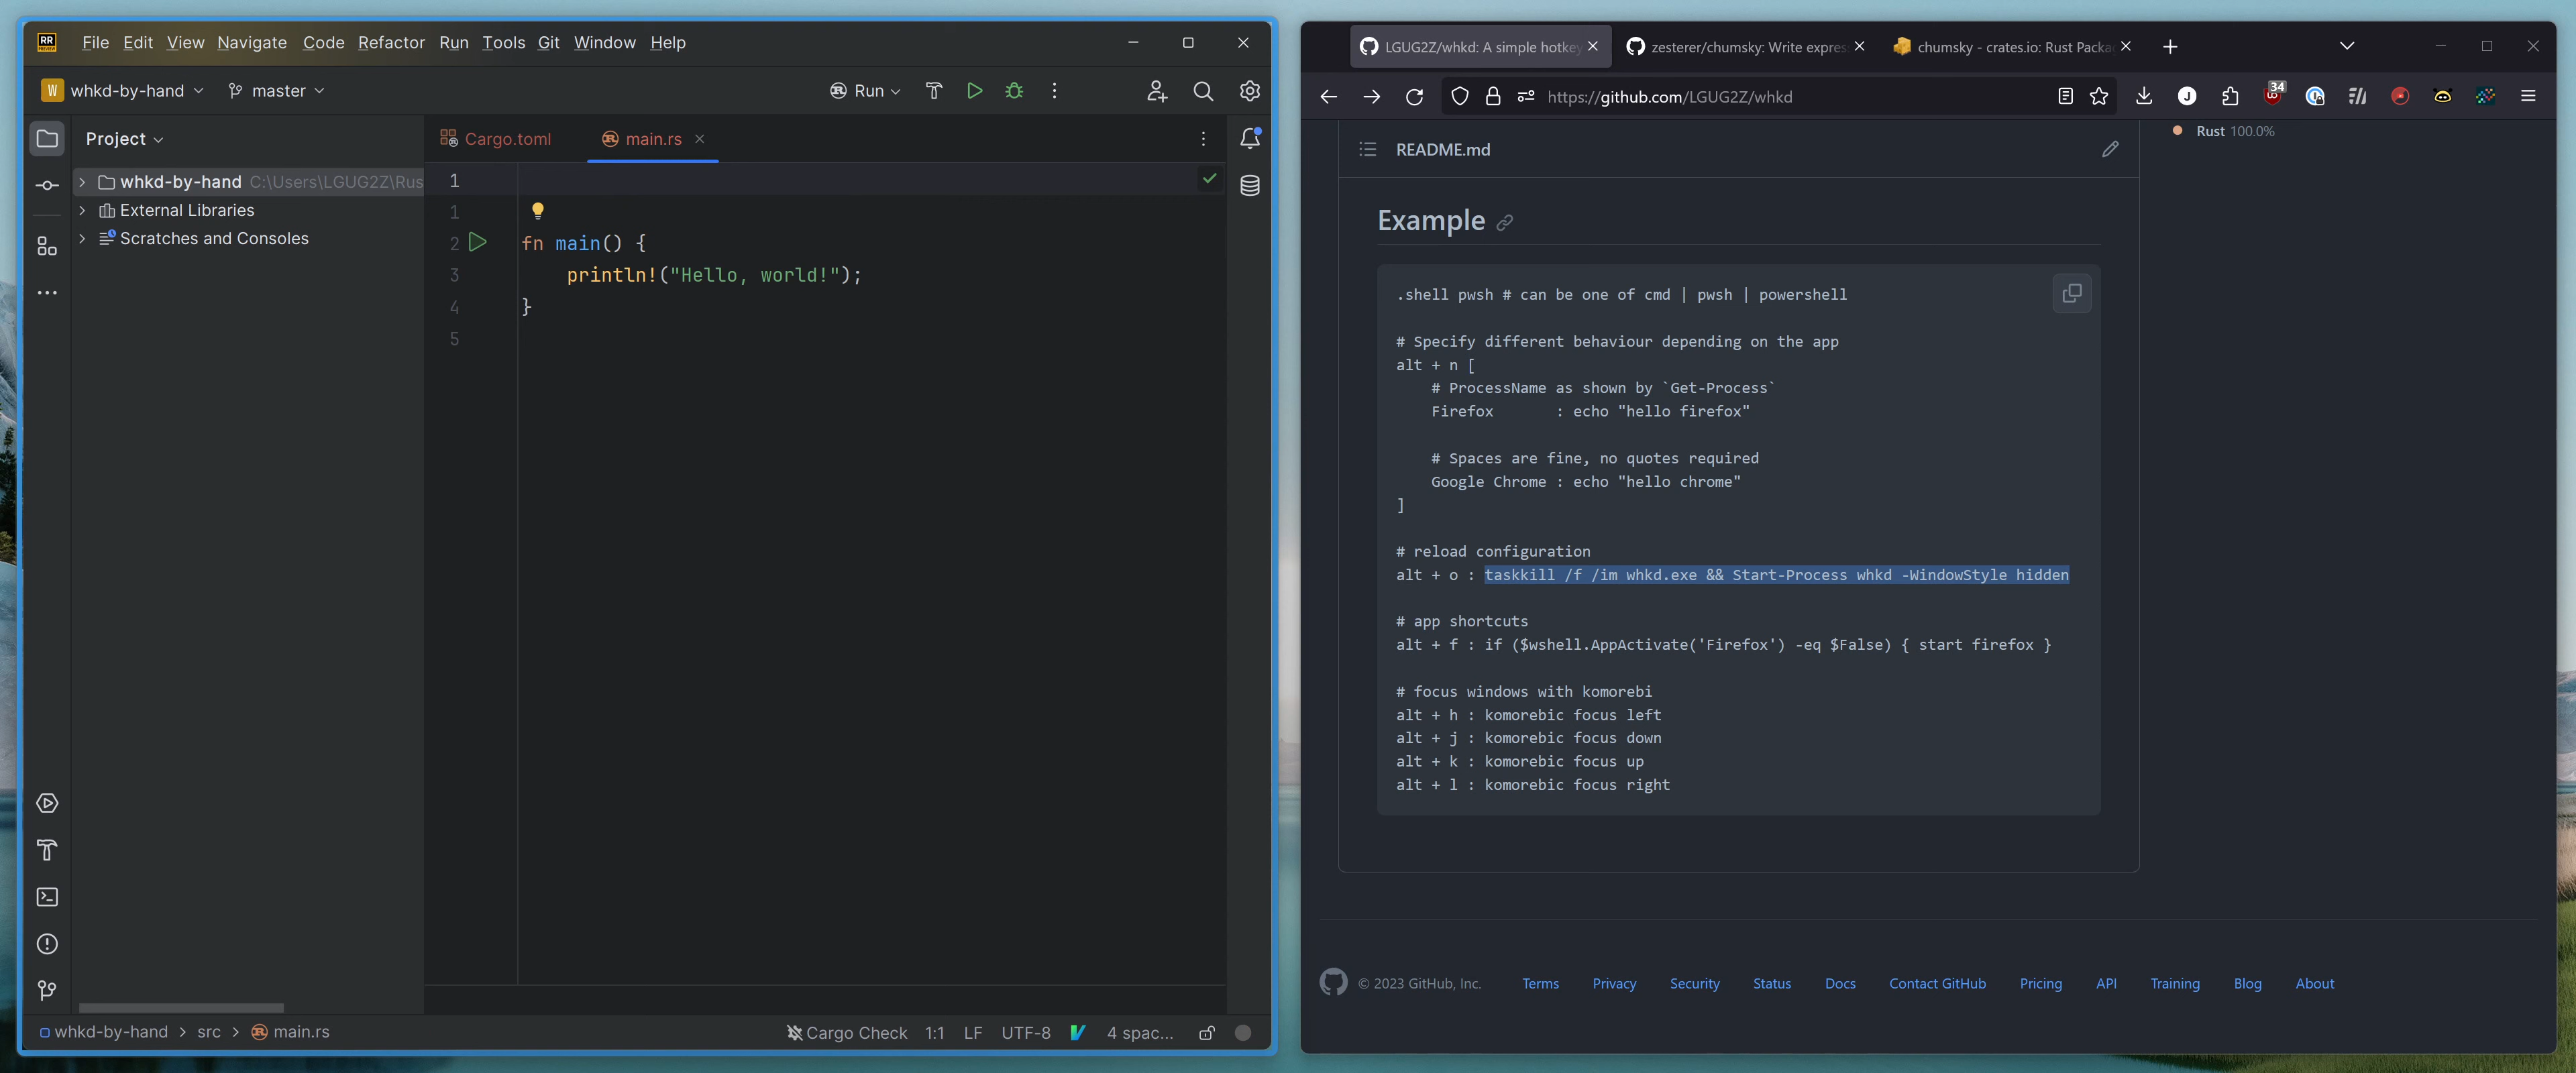 RR
File Edit View Navigate Code Refactor Run Tools Git Window Help
W whkd-by-hand master Run
Project
whkd-by-hand C:\Users\LGUG2Z\Rus
External Libraries
Scratches and Consoles
Cargo.toml main.rs
1
1
2 fn main() {
3 println!("Hello, world!");
4 }
5
whkd-by-hand > src > main.rs Cargo Check 1:1 LF UTF-8 4 spac...
LGUG2Z/whkd: A simple hotkey zesterer/chumsky: Write expres chumsky - crates.io: Rust Packa
https://github.com/LGUG2Z/whkd 34
Rust 100.0%
README.md
Example
.shell pwsh # can be one of cmd | pwsh | powershell
# Specify different behaviour depending on the app
alt + n [
# ProcessName as shown by `Get-Process`
Firefox : echo "hello firefox"
# Spaces are fine, no quotes required
Google Chrome : echo "hello chrome"
]
# reload configuration
alt + o : taskkill /f /im whkd.exe && Start-Process whkd -WindowStyle hidden
# app shortcuts
alt + f : if ($wshell.AppActivate('Firefox') -eq $False) { start firefox }
# focus windows with komorebi
alt + h : komorebic focus left
alt + j : komorebic focus down
alt + k : komorebic focus up
alt + l : komorebic focus right
© 2023 GitHub, Inc. Terms Privacy Security Status Docs Contact GitHub Pricing API Training Blog About